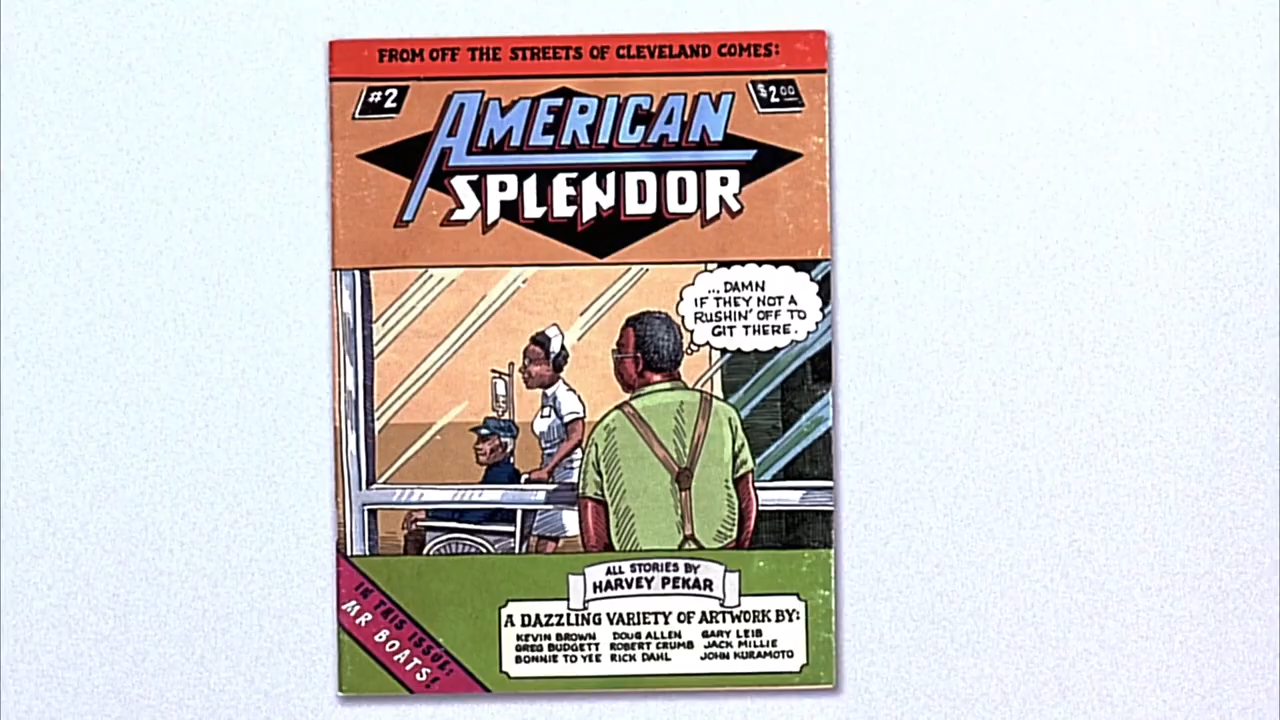 FROM OFF THE STREETS OF CLEVELAND COMES:
#2
$2.00
AMERICAN
SPLENDOR
... DAMN
IF THEY NOT A
RUSHIN' OFF TO
GIT THERE.
ALL STORIES BY
HARVEY PEKAR
A DAZZLING VARIETY OF ARTWORK BY:
KEVIN BROWN DOUG ALLEN GARY LEIB
GREG BUDGETT ROBERT CRUMB JACK MILLIE
BONNIE TO YEE RICK DAHL JOHN KURAMOTO
IN THIS ISSUE:
MR BOATS!